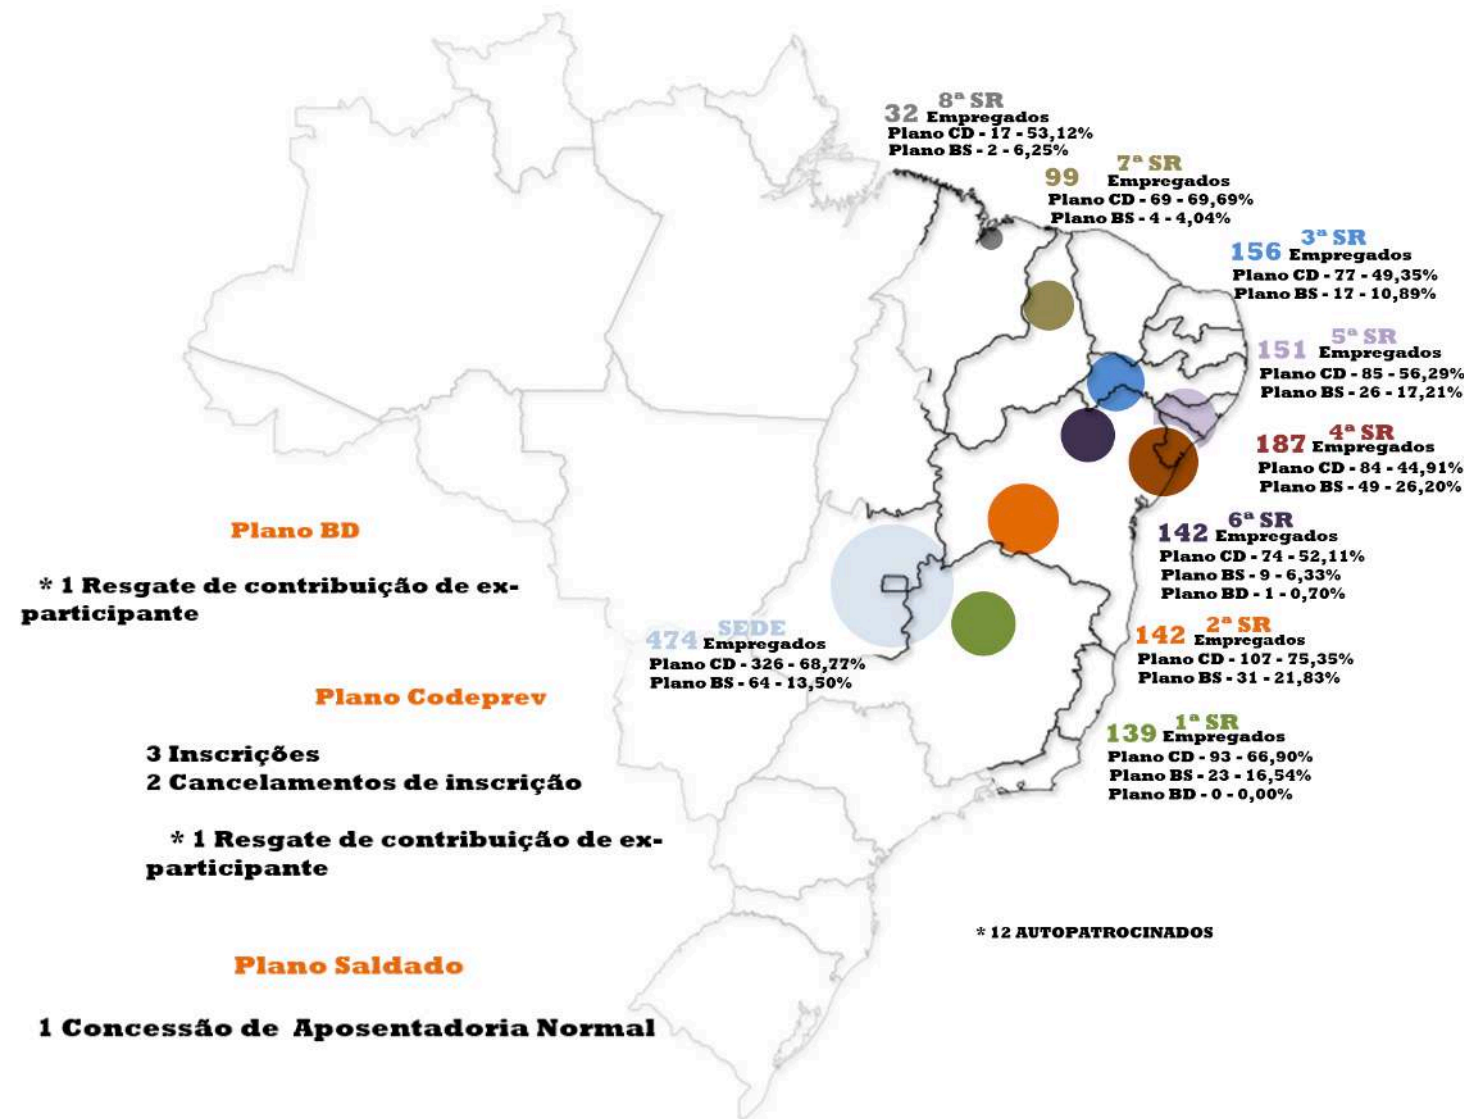 8ª SR
32 Empregados
Plano CD - 17 - 53,12%
Plano BS - 2 - 6,25%
7ª SR
99 Empregados
Plano CD - 69 - 69,69%
Plano BS - 4 - 4,04%
3ª SR
156 Empregados
Plano CD - 77 - 49,35%
Plano BS - 17 - 10,89%
5ª SR
151 Empregados
Plano CD - 85 - 56,29%
Plano BS - 26 - 17,21%
4ª SR
187 Empregados
Plano CD - 84 - 44,91%
Plano BS - 49 - 26,20%
6ª SR
142 Empregados
Plano CD - 74 - 52,11%
Plano BS - 9 - 6,33%
Plano BD - 1 - 0,70%
2ª SR
142 Empregados
Plano CD - 107 - 75,35%
Plano BS - 31 - 21,83%
1ª SR
139 Empregados
Plano CD - 93 - 66,90%
Plano BS - 23 - 16,54%
Plano BD - 0 - 0,00%
SEDE
474 Empregados
Plano CD - 326 - 68,77%
Plano BS - 64 - 13,50%
Plano BD
* 1 Resgate de contribuição de ex-
participante
Plano Codeprev
3 Inscrições
2 Cancelamentos de inscrição
* 1 Resgate de contribuição de ex-
participante
Plano Saldado
1 Concessão de Aposentadoria Normal
* 12 AUTOPATROCINADOS